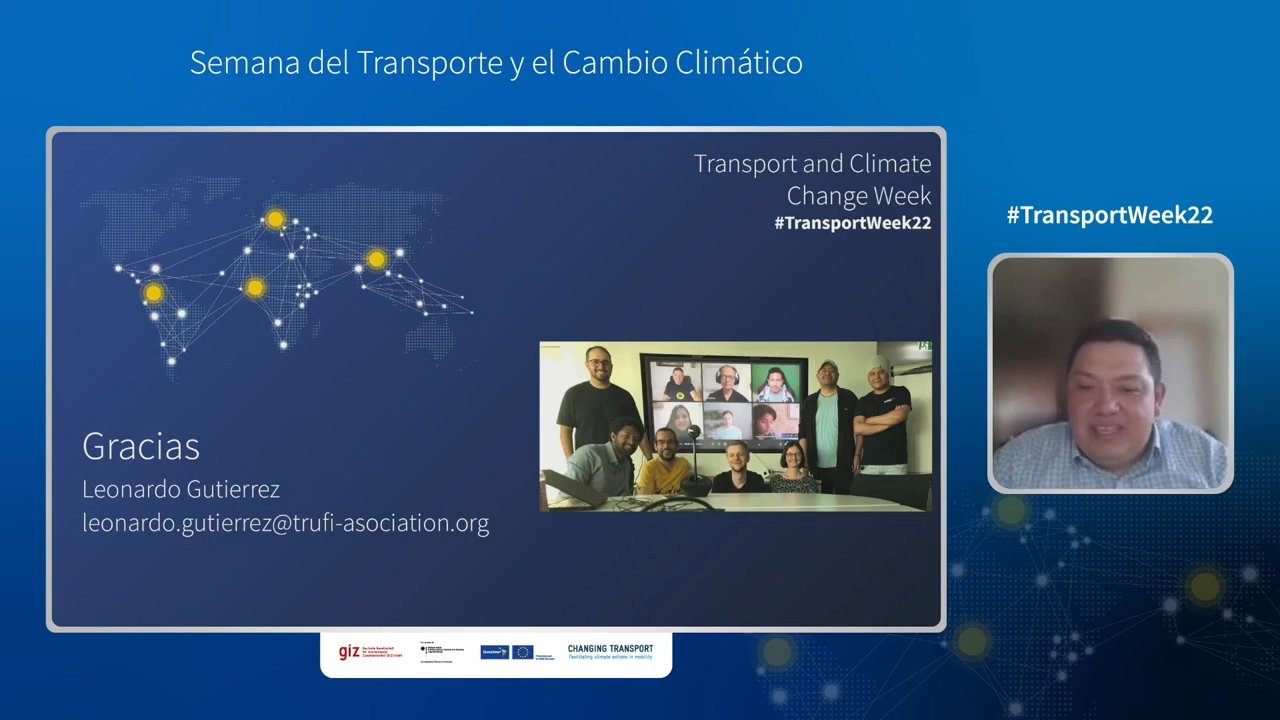 Semana del Transporte y el Cambio Climático
Transport and Climate
Change Week
#TransportWeek22
#TransportWeek22
Gracias
Leonardo Gutierrez
leonardo.gutierrez@trufi-asociation.org
giz
CHANGING TRANSPORT
Facilitating climate actions in mobility